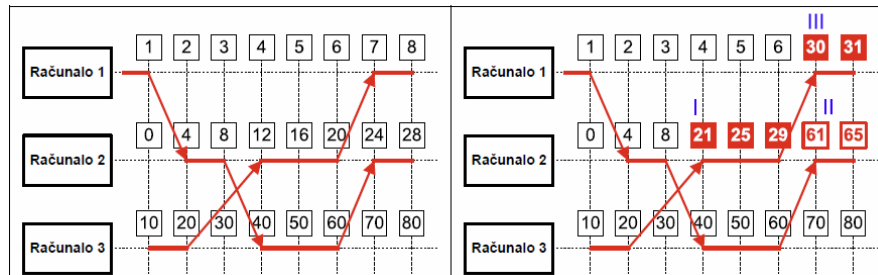 1 2 3 4 5 6 7 8
Računalo 1
0 4 8 12 16 20 24 28
Računalo 2
10 20 30 40 50 60 70 80
Računalo 3
III
1 2 3 4 5 6 30 31
Računalo 1
I II
0 4 8 21 25 29 61 65
Računalo 2
10 20 30 40 50 60 70 80
Računalo 3